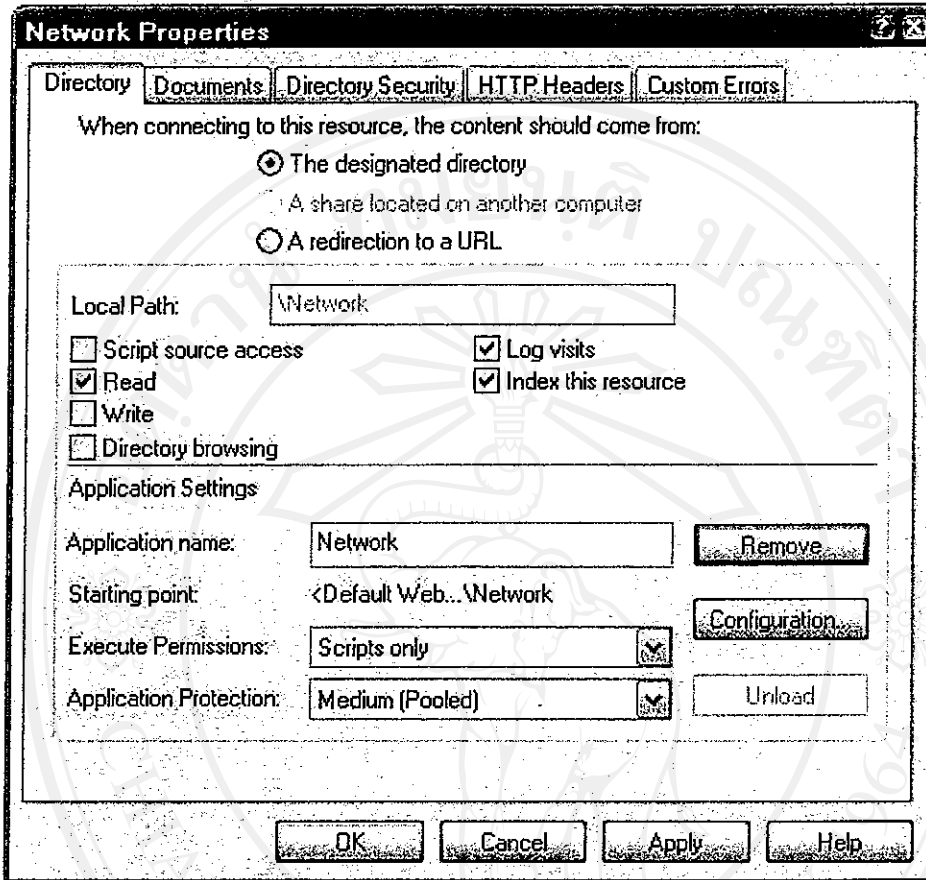 Network Properties
Directory Documents Directory Security HTTP Headers Custom Errors
When connecting to this resource, the content should come from:
The designated directory
A share located on another computer
A redirection to a URL
Local Path: \Network
Script source access Log visits
Read Index this resource
Write
Directory browsing
Application Settings
Application name: Network Remove
Starting point: <Default Web...\Network
Configuration...
Execute Permissions: Scripts only
Application Protection: Medium (Pooled) Unload
OK Cancel Apply Help